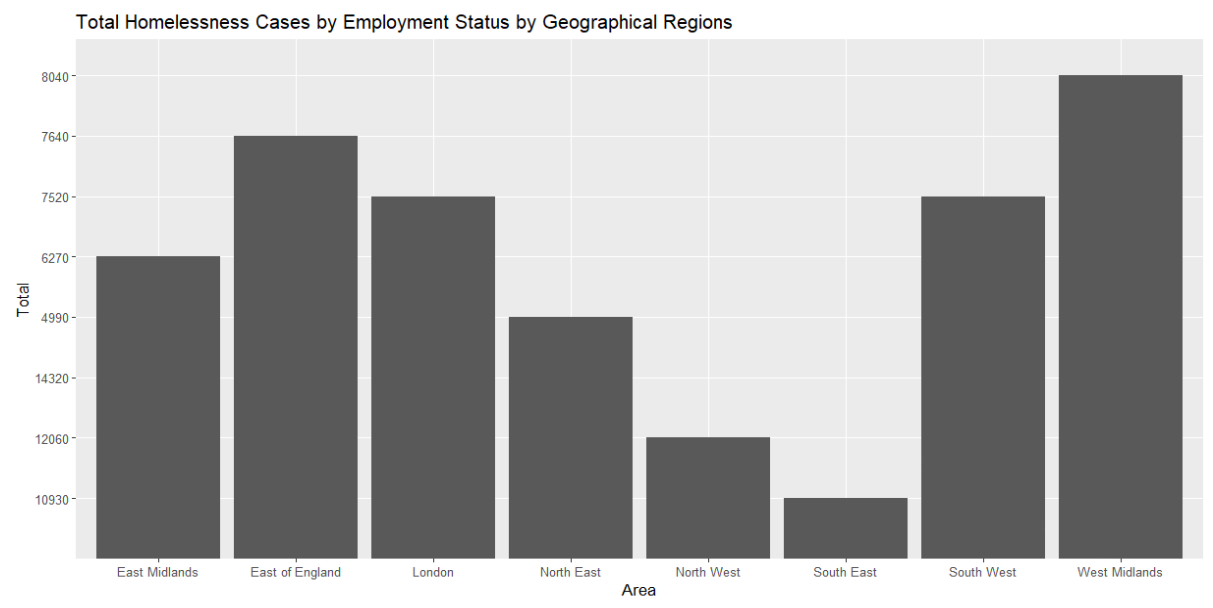 Total Homelessness Cases by Employment Status by Geographical Regions
8040
7640
7520
6270
4990
14320
12060
10930
Total
East Midlands East of England London North East North West South East South West West Midlands
Area